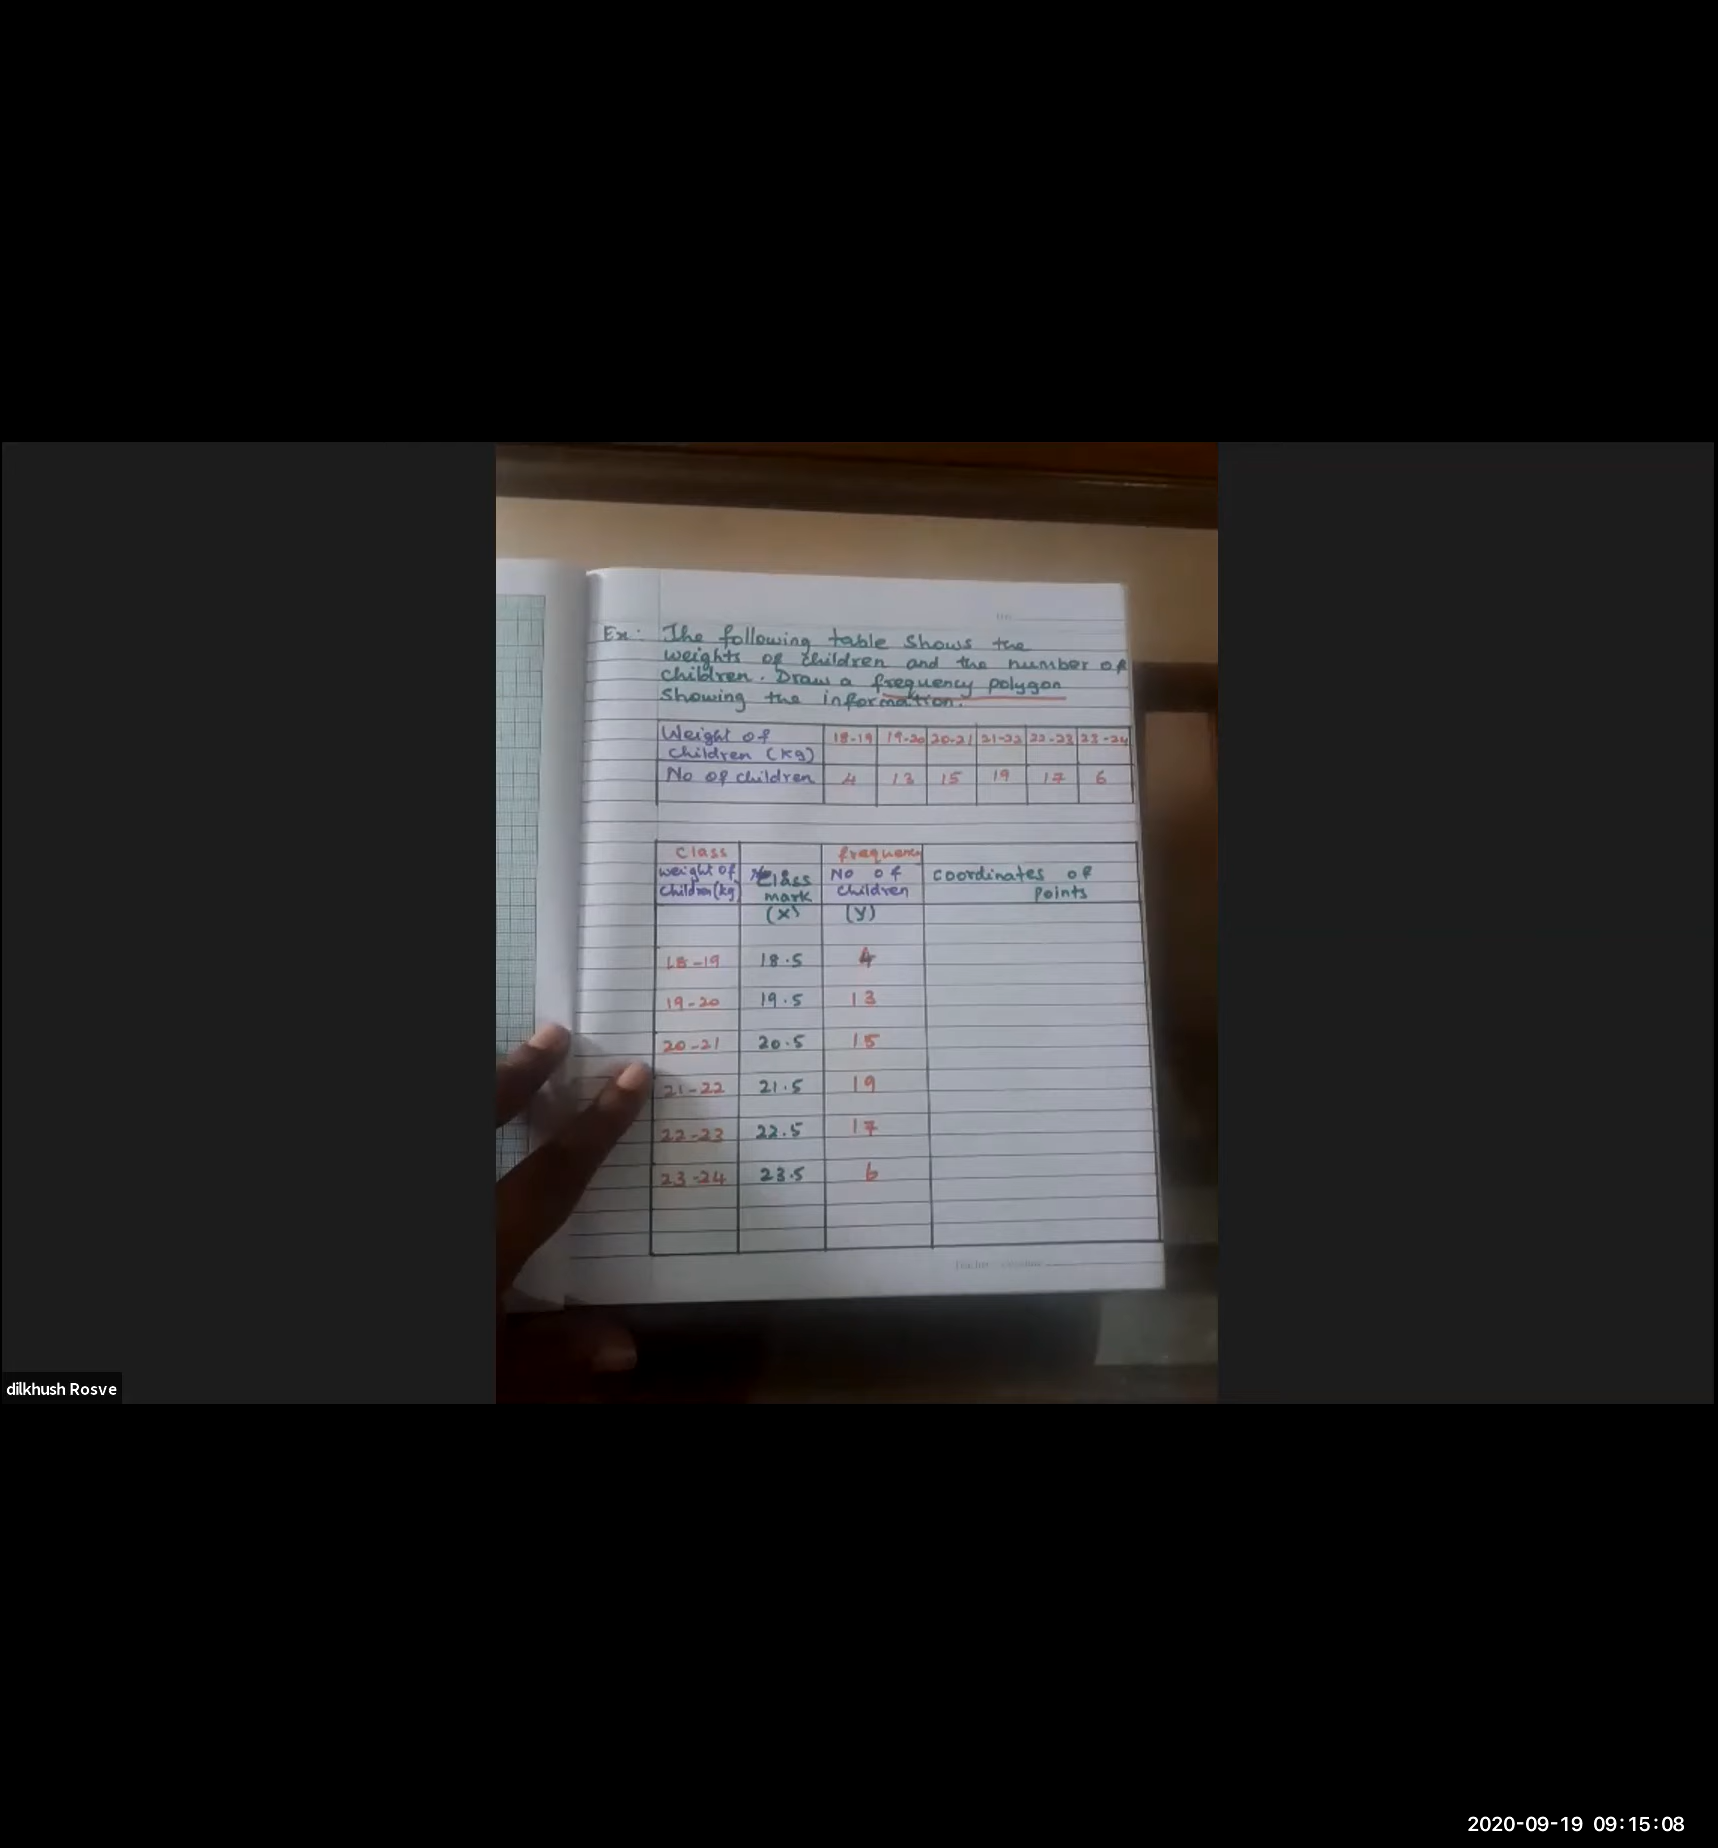 Ex: The following table shows the
weights of children and the number of
children. Draw a frequency polygon
showing the information.
Weight of children (kg) 18-19 19-20 20-21 21-22 22-23 23-24
No of children 4 13 15 19 17 6
Class weight of children (kg) Class mark (x) frequency No of children (y) coordinates of points
18-19 18.5 4
19-20 19.5 13
20-21 20.5 15
21-22 21.5 19
22-23 22.5 17
23-24 23.5 6
dilkhush Rosve
2020-09-19 09:15:08